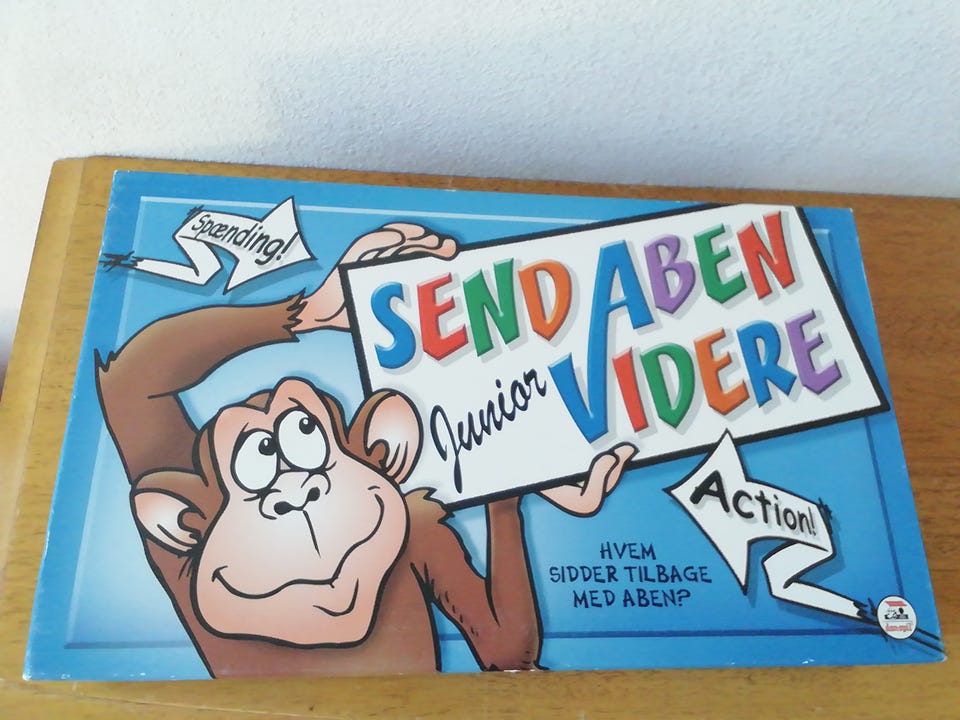 Spænding!
SEND ABEN
Junior VIDERE
Action!
HVEM
SIDDER TILBAGE
MED ABEN?